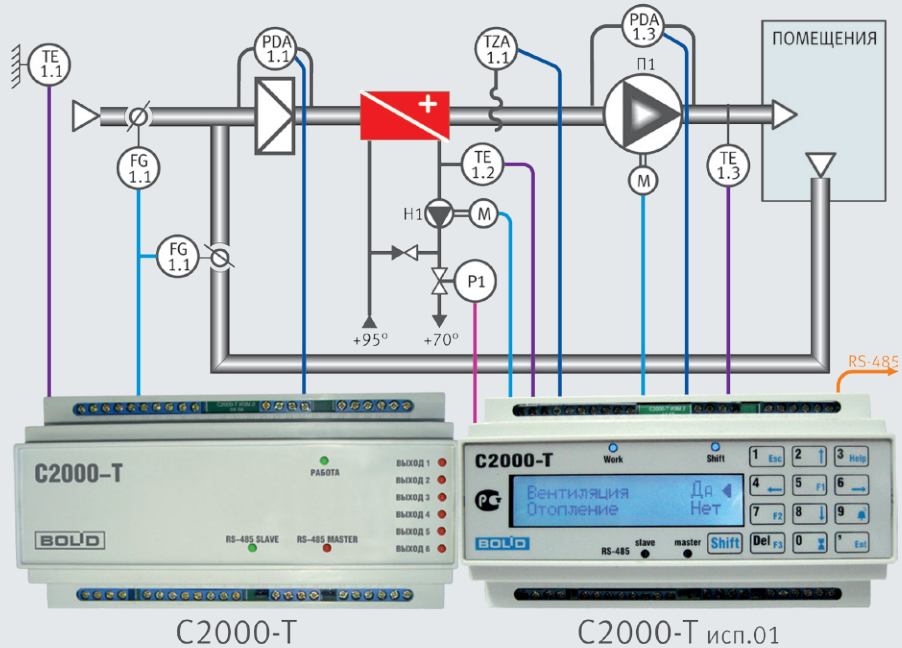 TE
1.1
PDA
1.1
TZA
1.1
PDA
1.3
П1
ПОМЕЩЕНИЯ
FG
1.1
TE
1.2
TE
1.3
M
H1
M
FG
1.1
P1
+95°
+70°
RS-485
C2000-T
РАБОТА
ВЫХОД 1
ВЫХОД 2
ВЫХОД 3
ВЫХОД 4
ВЫХОД 5
ВЫХОД 6
RS-485 SLAVE
RS-485 MASTER
BOLID
C2000-T
Work
Shift
Вентиляция Да
Отопление Нет
BOLID
RS-485
slave
master
1 Esc
2 ↑
3 Help
4 ←
5 F1
6 →
7 F2
8 ↓
9
Shift
Del F3
0
' Ent
С2000-Т
С2000-Т исп.01